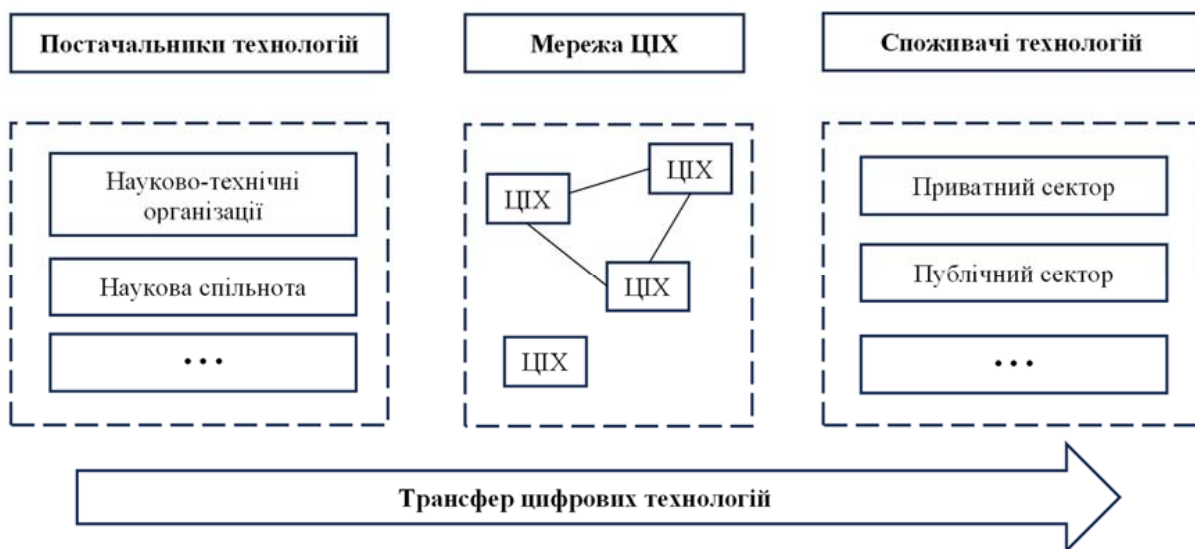 Постачальники технологій
Мережа ЦІХ
Споживачі технологій
Науково-технічні
організації
Наукова спільнота
...
ЦІХ
ЦІХ
ЦІХ
ЦІХ
Приватний сектор
Публічний сектор
...
Трансфер цифрових технологій